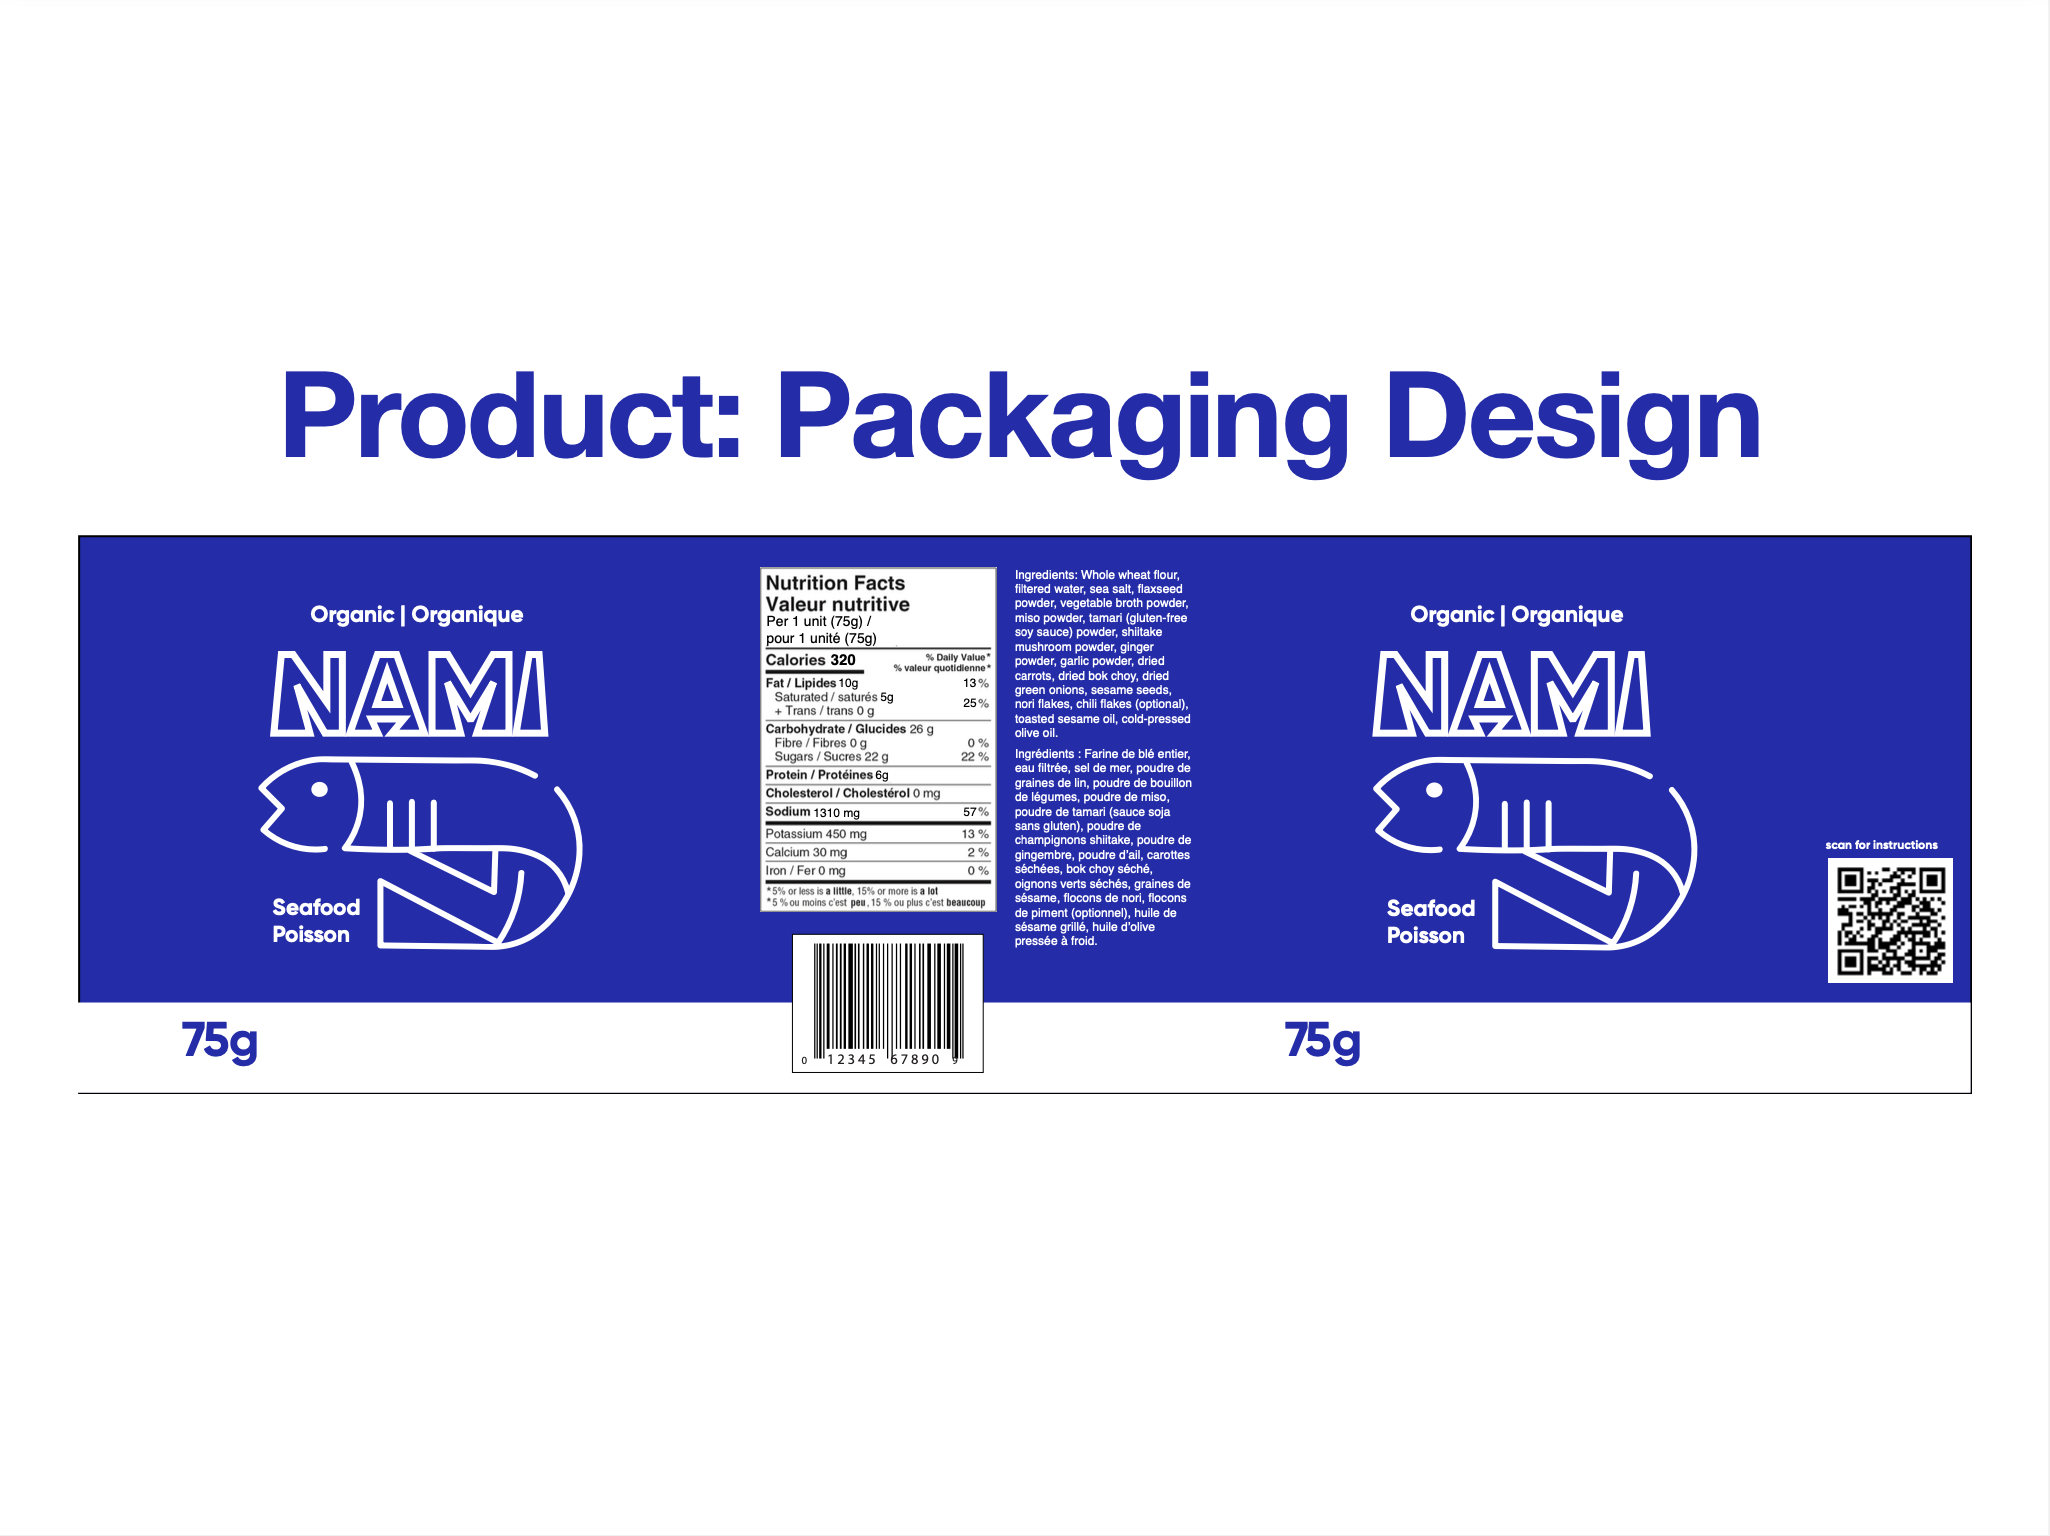 Product: Packaging Design
Organic | Organique
NAMI
Seafood
Poisson
75g
Nutrition Facts
Valeur nutritive
Per 1 unit (75g) /
pour 1 unité (75g)
Calories 320
% Daily Value*
% valeur quotidienne*
Fat / Lipides 10g 13 %
Saturated / saturés 5g
+ Trans / trans 0 g 25 %
Carbohydrate / Glucides 26 g
Fibre / Fibres 0 g 0 %
Sugars / Sucres 22 g 22 %
Protein / Protéines 6g
Cholesterol / Cholestérol 0 mg
Sodium 1310 mg 57 %
Potassium 450 mg 13 %
Calcium 30 mg 2 %
Iron / Fer 0 mg 0 %
*5% or less is a little, 15% or more is a lot
*5 % ou moins c'est peu, 15 % ou plus c'est beaucoup
0 12345 67890 9
Ingredients: Whole wheat flour,
filtered water, sea salt, flaxseed
powder, vegetable broth powder,
miso powder, tamari (gluten-free
soy sauce) powder, shiitake
mushroom powder, ginger
powder, garlic powder, dried
carrots, dried bok choy, dried
green onions, sesame seeds,
nori flakes, chili flakes (optional),
toasted sesame oil, cold-pressed
olive oil.
Ingrédients : Farine de blé entier,
eau filtrée, sel de mer, poudre de
graines de lin, poudre de bouillon
de légumes, poudre de miso,
poudre de tamari (sauce soja
sans gluten), poudre de
champignons shiitake, poudre de
gingembre, poudre d'ail, carottes
séchées, bok choy séché,
oignons verts séchés, graines de
sésame, flocons de nori, flocons
de piment (optionnel), huile de
sésame grillé, huile d'olive
pressée à froid.
Organic | Organique
NAMI
Seafood
Poisson
75g
scan for instructions